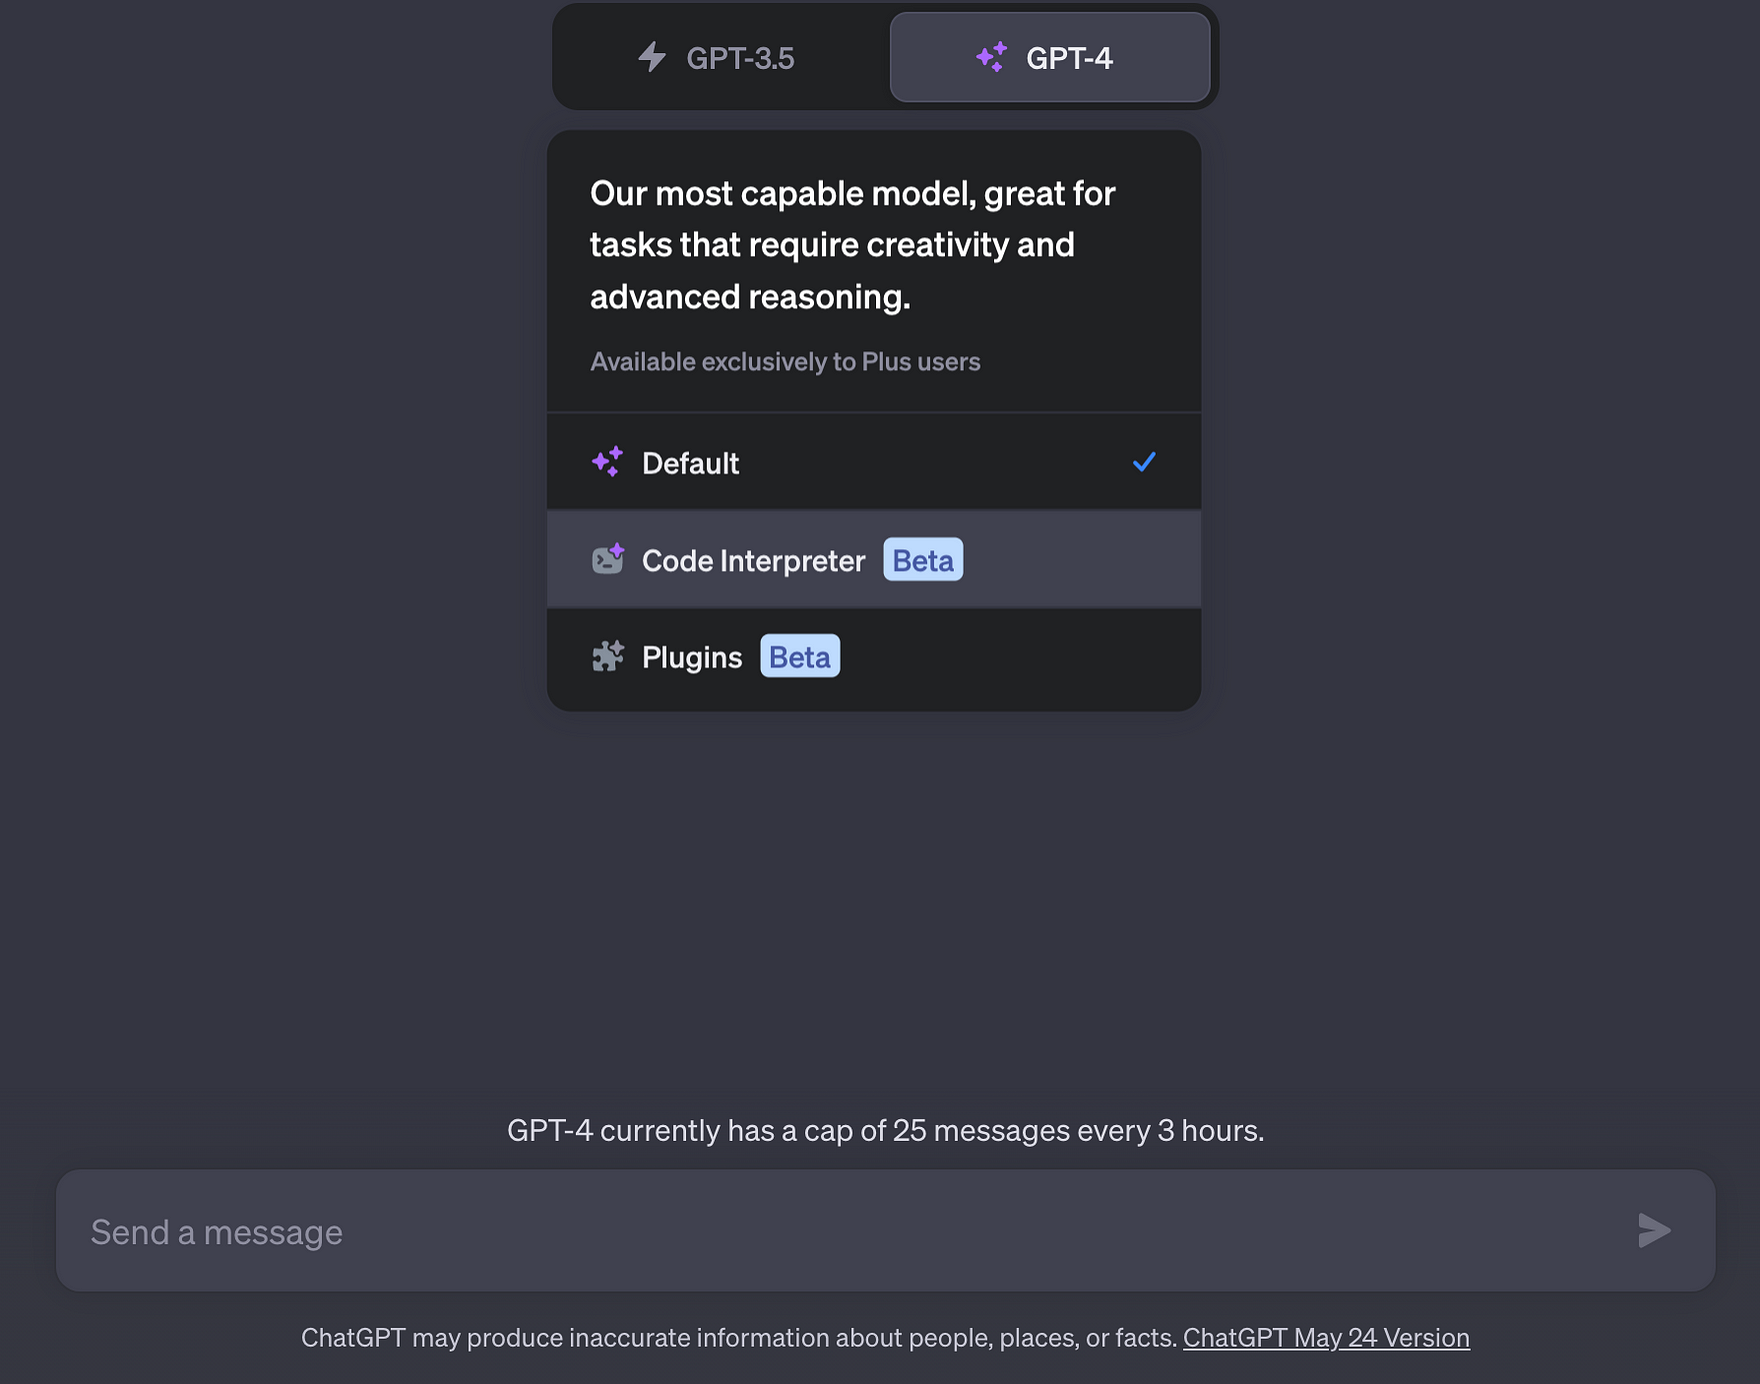 GPT-3.5
GPT-4
Our most capable model, great for
tasks that require creativity and
advanced reasoning.
Available exclusively to Plus users
Default
Code Interpreter Beta
Plugins Beta
GPT-4 currently has a cap of 25 messages every 3 hours.
Send a message
ChatGPT may produce inaccurate information about people, places, or facts. ChatGPT May 24 Version